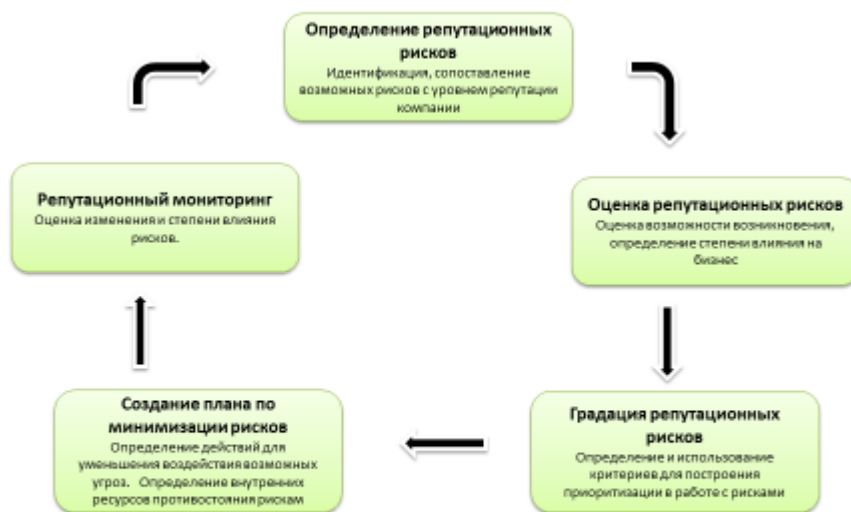 Определение репутационных
рисков
Идентификация, сопоставление
возможных рисков с уровнем репутации
компании
Репутационный мониторинг
Оценка изменения и степени влияния
рисков.
Оценка репутационных рисков
Оценка возможности возникновения,
определение степени влияния на
бизнес
Создание плана по
минимизации рисков
Определение действий для
уменьшения воздействия возможных
угроз. Определение внутренних
ресурсов противостояния рискам
Градация репутационных
рисков
Определение и использование
критериев для построения
приоритизации в работе с рисками